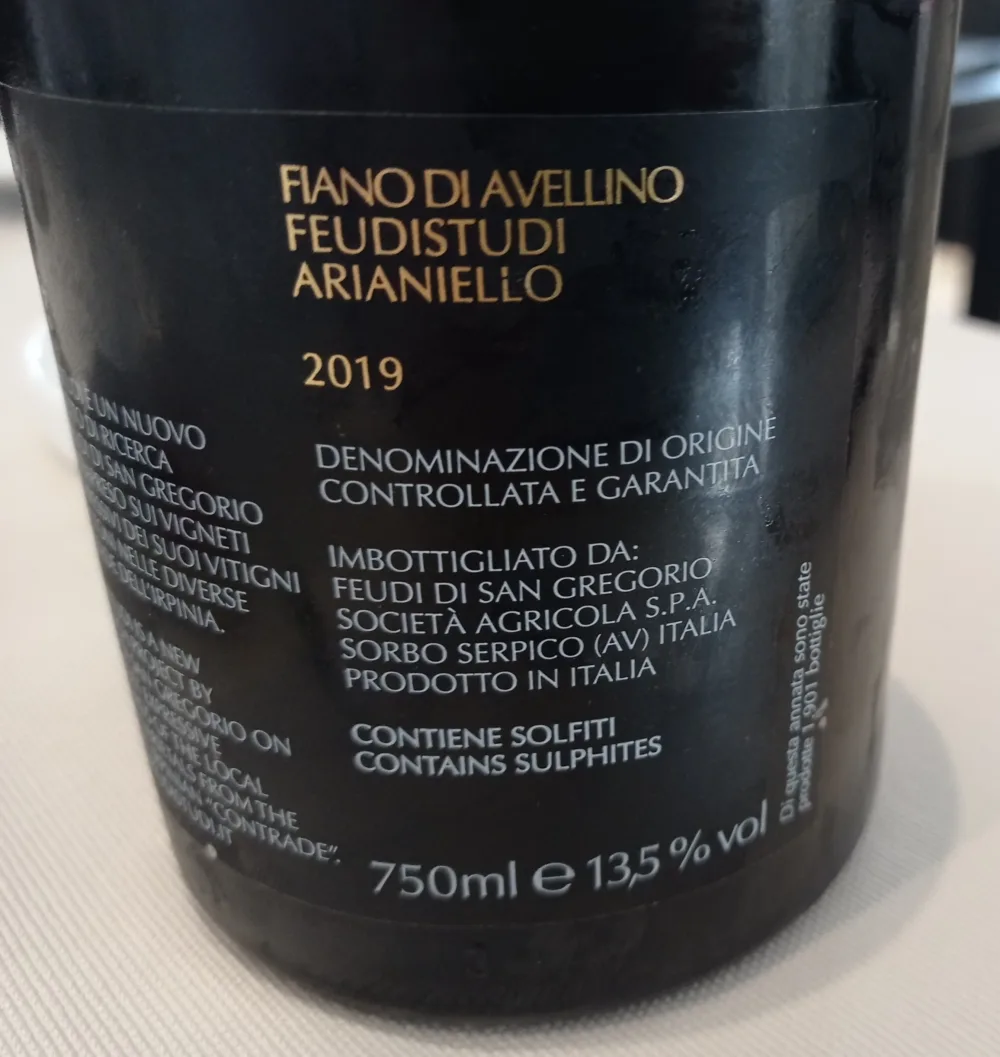 FIANO DI AVELLINO
FEUDISTUDI
ARIANIELLO
2019
È UN NUOVO
DI RICERCA
DI SAN GREGORIO
SUI VIGNETI
DEI SUOI VITIGNI
NELLE DIVERSE
DELL'IRPINIA.
IS A NEW
PROJECT BY
GREGORIO ON
THE LOCAL
FROM THE
"CONTRADE".
DENOMINAZIONE DI ORIGINE
CONTROLLATA E GARANTITA
IMBOTTIGLIATO DA:
FEUDI DI SAN GREGORIO
SOCIETÀ AGRICOLA S.P.A.
SORBO SERPICO (AV) ITALIA
PRODOTTO IN ITALIA
CONTIENE SOLFITI
CONTAINS SULPHITES
750ml e 13,5 % vol
Di questa annata sono state
prodotte 1.901 bottiglie